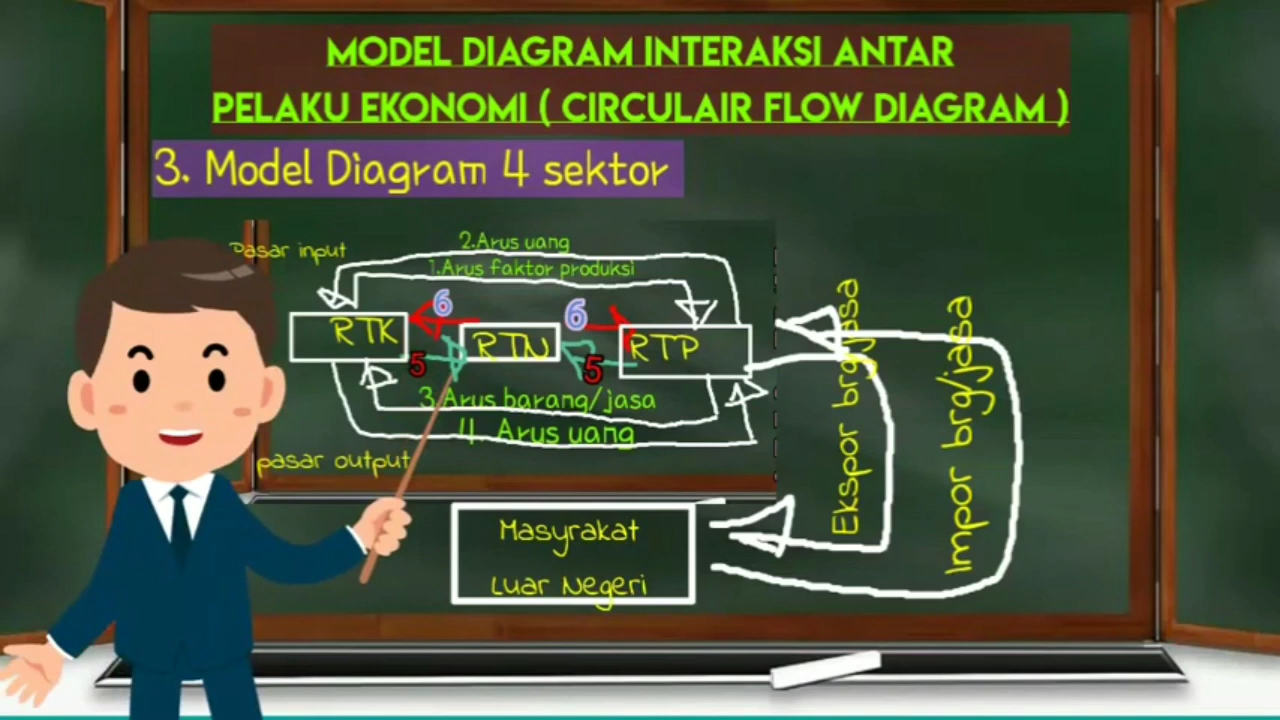 MODEL DIAGRAM INTERAKSI ANTAR
PELAKU EKONOMI ( CIRCULAIR FLOW DIAGRAM )
3. Model Diagram 4 sektor
Pasar input
2.Arus uang
1.Arus faktor produksi
6
6
RTK
RTN
RTP
5
5
3.Arus barang/jasa
4. Arus uang
pasar output
Ekspor brg/jasa
Impor brg/jasa
Masyrakat
Luar Negeri